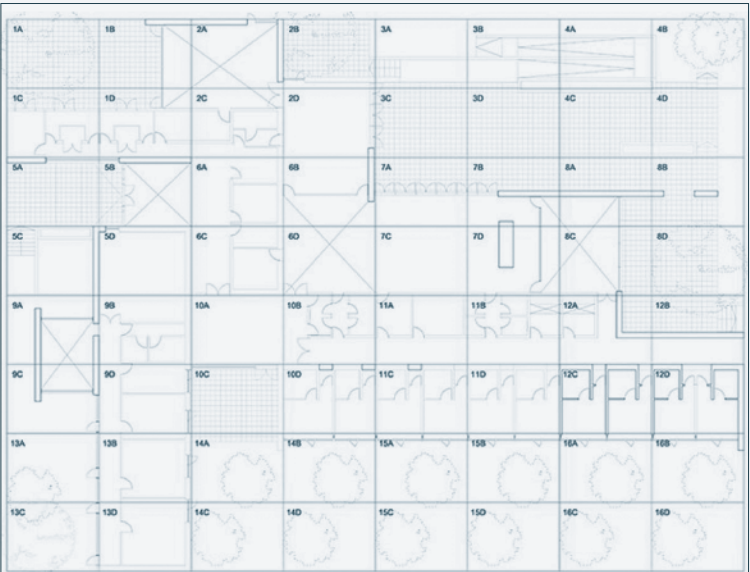 1A 1B 2A 2B 3A 3B 4A 4B
1C 1D 2C 2D 3C 3D 4C 4D
5A 5B 6A 6B 7A 7B 8A 8B
5C 5D 6C 6D 7C 7D 8C 8D
9A 9B 10A 10B 11A 11B 12A 12B
9C 9D 10C 10D 11C 11D 12C 12D
13A 13B 14A 14B 15A 15B 16A 16B
13C 13D 14C 14D 15C 15D 16C 16D